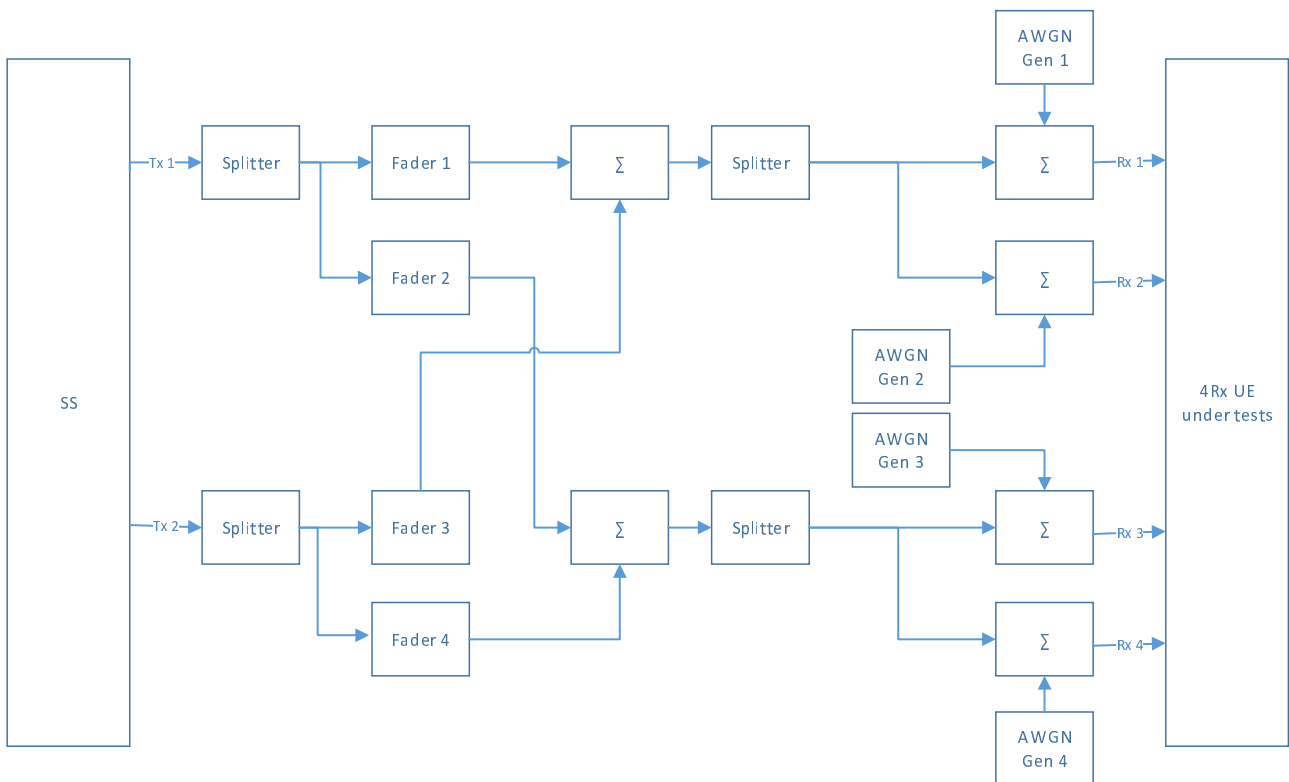 AWGN
Gen 1
Tx 1
Splitter
Fader 1
∑
Splitter
∑
Rx 1
Fader 2
∑
Rx 2
AWGN
Gen 2
SS
4Rx UE
under tests
AWGN
Gen 3
Tx 2
Splitter
Fader 3
∑
Splitter
∑
Rx 3
Fader 4
∑
Rx 4
AWGN
Gen 4